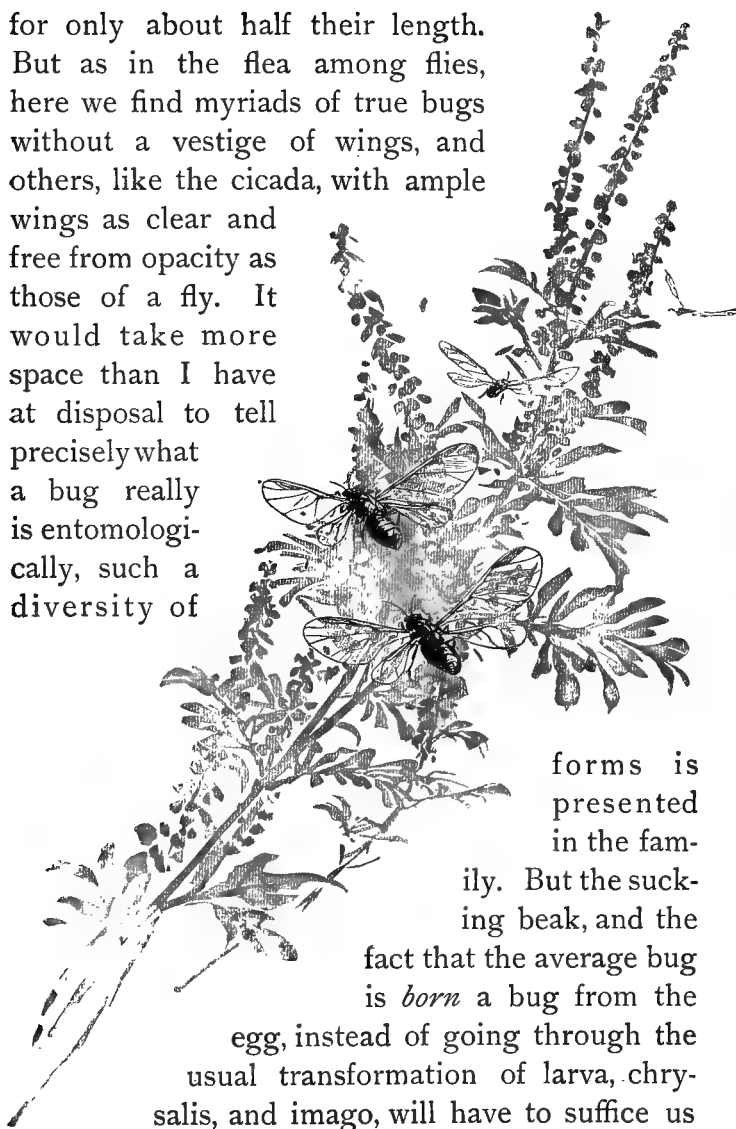 for only about half their length.
But as in the flea among flies,
here we find myriads of true bugs
without a vestige of wings, and
others, like the cicada, with ample
wings as clear and
free from opacity as
those of a fly. It
would take more
space than I have
at disposal to tell
precisely what
a bug really
is entomologi-
cally, such a
diversity of
forms is
presented
in the fam-
ily. But the suck-
ing beak, and the
fact that the average bug
is born a bug from the
egg, instead of going through the
usual transformation of larva, chry-
salis, and imago, will have to suffice us